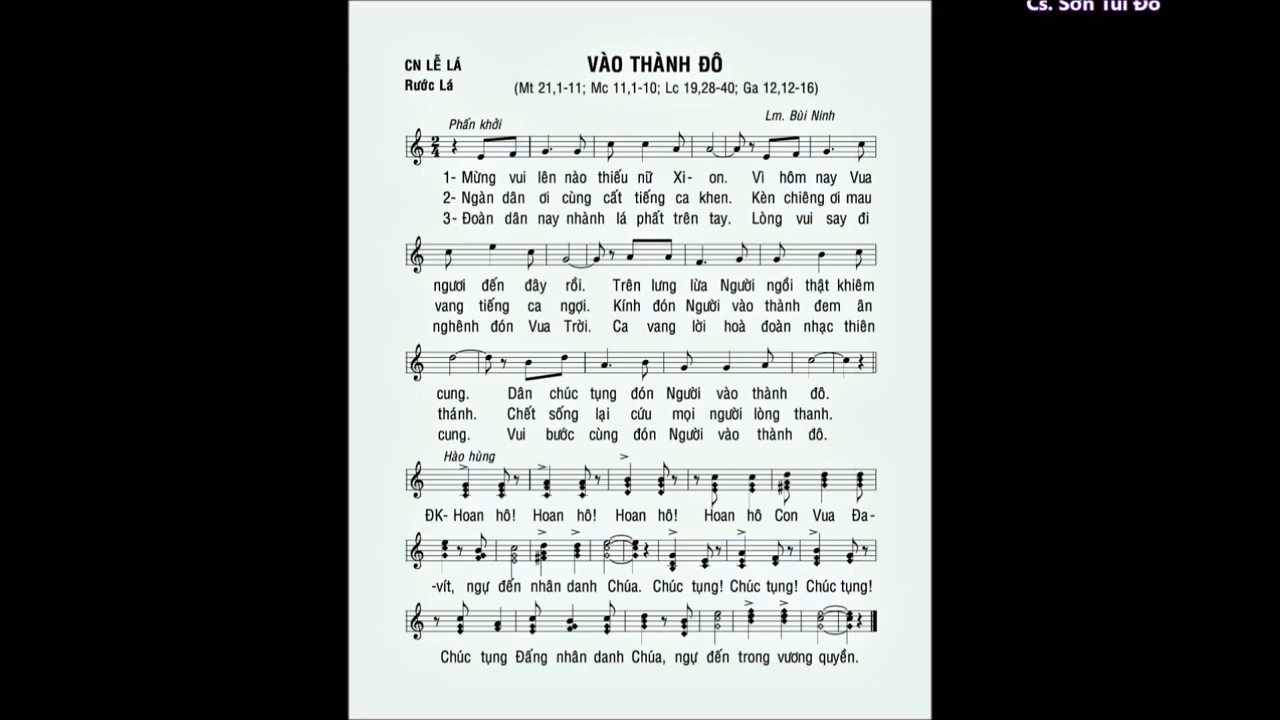 Cs. Sơn Túi Đỏ
CN LỄ LÁ
VÀO THÀNH ĐÔ
Rước Lá
(Mt 21,1-11; Mc 11,1-10; Lc 19,28-40; Ga 12,12-16)
Lm. Bùi Ninh
Phấn khởi
2
4
1- Mừng vui lên nào thiếu nữ Xi- on. Vì hôm nay Vua
2- Ngàn dân ơi cùng cất tiếng ca khen. Kèn chiêng ơi mau
3- Đoàn dân nay nhành lá phất trên tay. Lòng vui say đi
ngươi đến đây rồi. Trên lưng lừa Người ngồi thật khiêm
vang tiếng ca ngợi. Kính đón Người vào thành đem ân
nghênh đón Vua Trời. Ca vang lời hoà đoàn nhạc thiên
cung. Dân chúc tụng đón Người vào thành đô.
thánh. Chết sống lại cứu mọi người lòng thanh.
cung. Vui bước cùng đón Người vào thành đô.
Hào hùng
ĐK- Hoan hô! Hoan hô! Hoan hô! Hoan hô Con Vua Đa-
-vít, ngự đến nhân danh Chúa. Chúc tụng! Chúc tụng! Chúc tụng!
Chúc tụng Đấng nhân danh Chúa, ngự đến trong vương quyền.